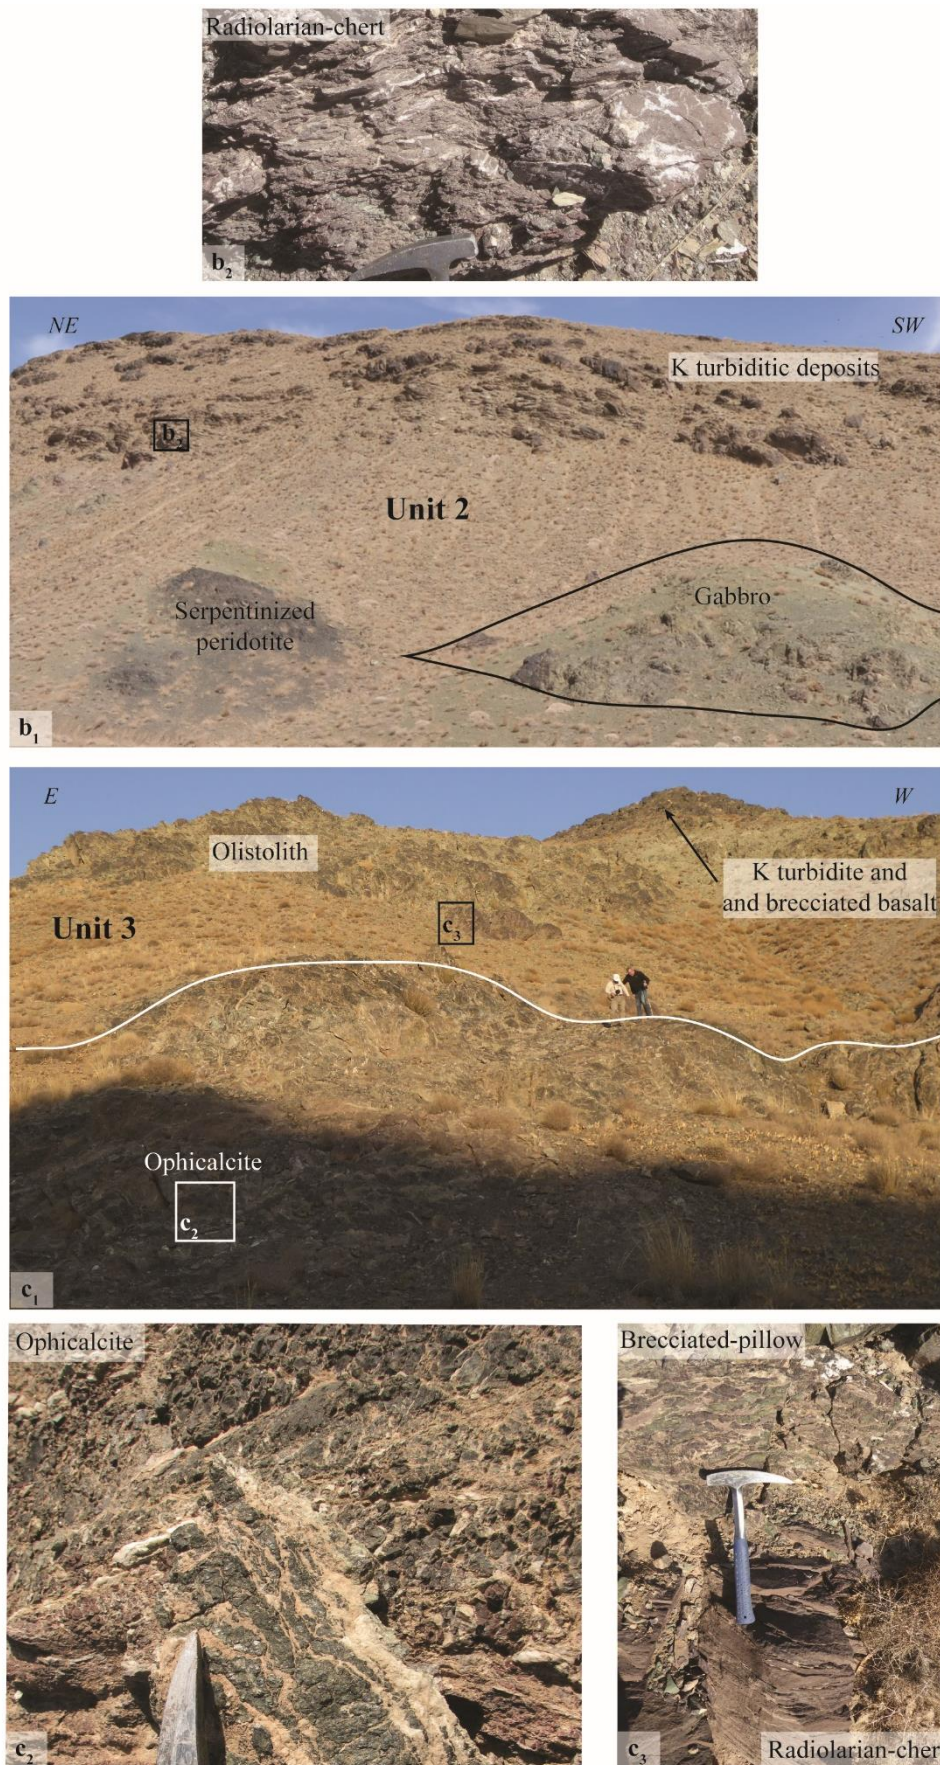 Radiolarian-chert
b2
NE
SW
K turbiditic deposits
Unit 2
Serpentinized
peridotite
Gabbro
b1
E
W
Olistolith
K turbidite and
and brecciated basalt
Unit 3
c3
Ophicalcite
c2
c1
Ophicalcite
c2
Brecciated-pillow
c3
Radiolarian-cher